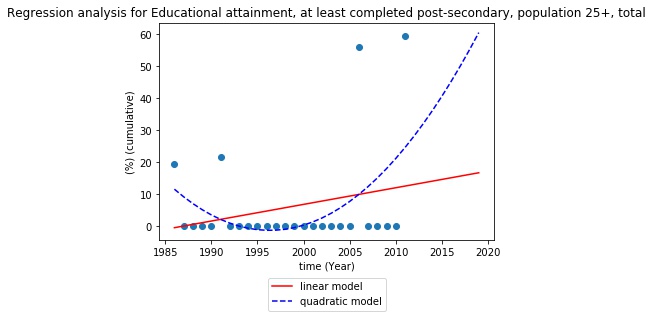 Regression analysis for Educational attainment, at least completed post-secondary, population 25+, total
60
50
40
30
20
10
0
(%) (cumulative)
1985 1990 1995 2000 2005 2010 2015 2020
time (Year)
linear model
quadratic model